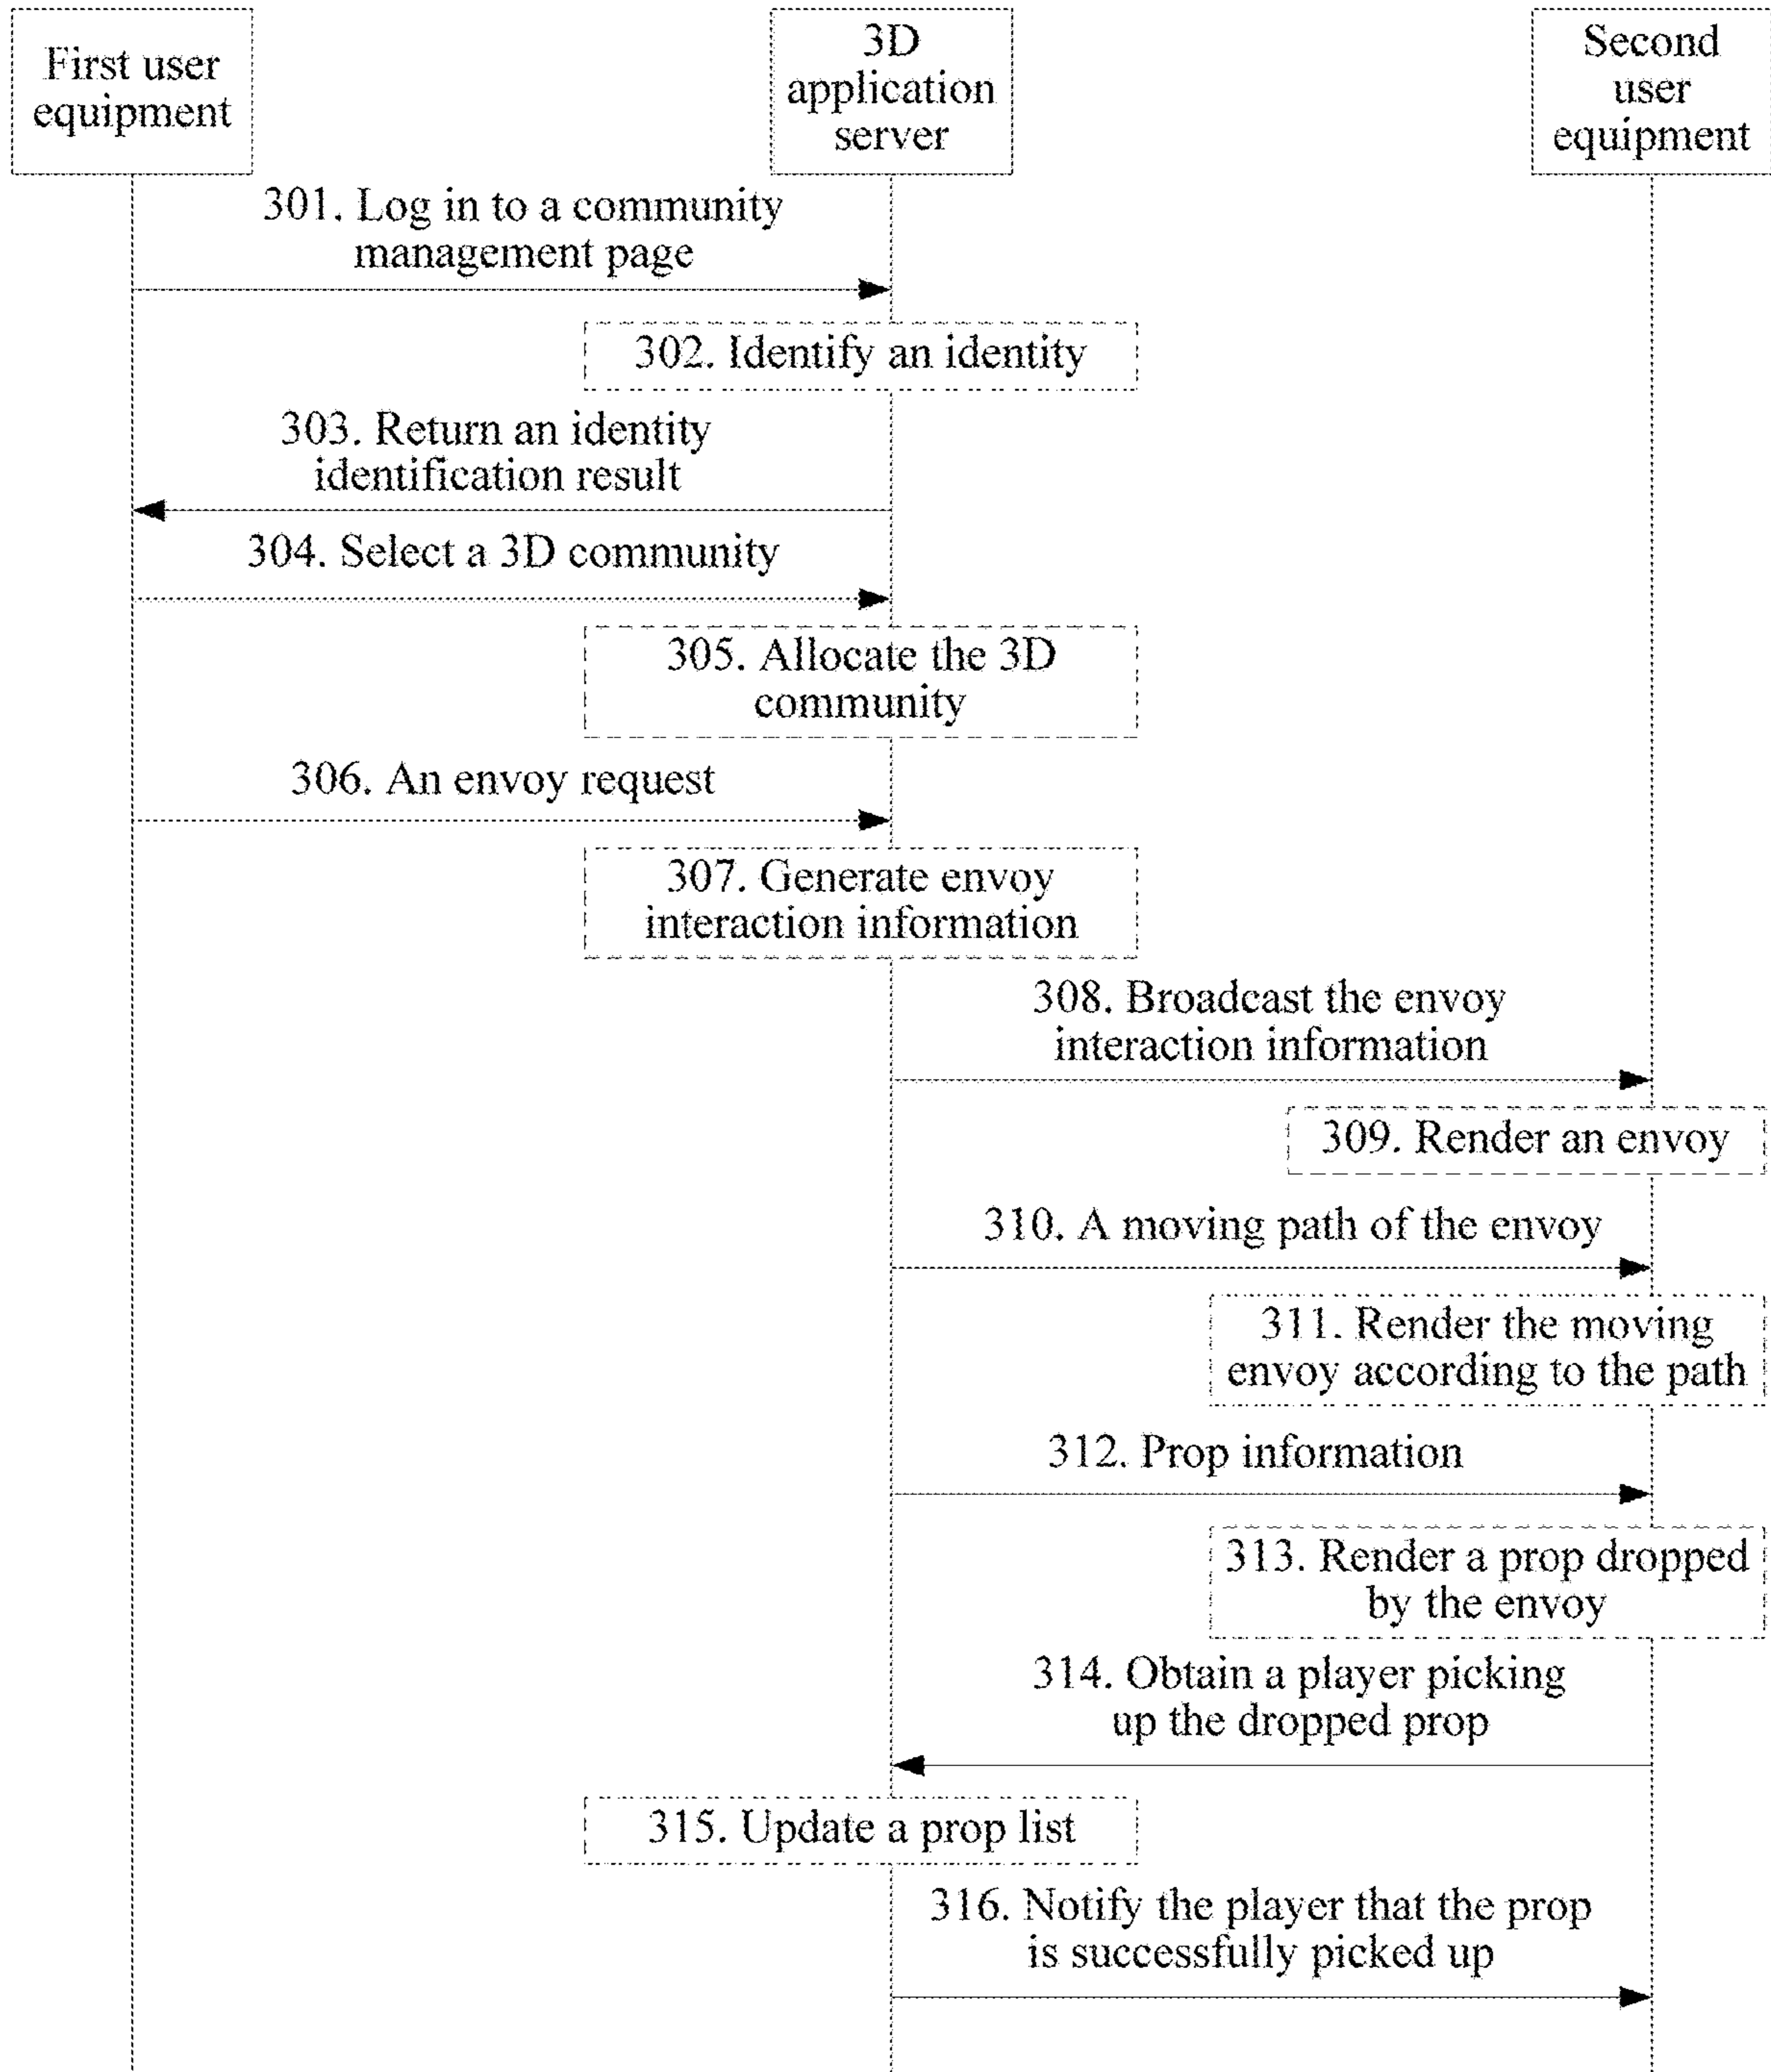 First user
equipment
3D
application
server
Second
user
equipment
301. Log in to a community
management page
302. Identify an identity
303. Return an identity
identification result
304. Select a 3D community
305. Allocate the 3D
community
306. An envoy request
307. Generate envoy
interaction information
308. Broadcast the envoy
interaction information
309. Render an envoy
310. A moving path of the envoy
311. Render the moving
envoy according to the path
312. Prop information
313. Render a prop dropped
by the envoy
314. Obtain a player picking
up the dropped prop
315. Update a prop list
316. Notify the player that the prop
is successfully picked up